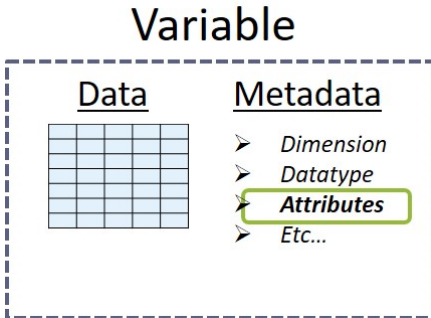 Variable
Data
Metadata
Dimension
Datatype
Attributes
Etc...